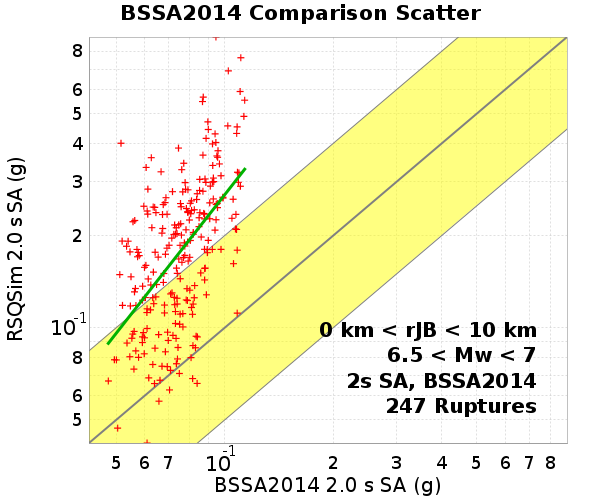 BSSA2014 Comparison Scatter
RSQSim 2.0 s SA (g)
8
6
5
4
3
2
10-1
8
6
5
0 km < rJB < 10 km
6.5 < Mw < 7
2s SA, BSSA2014
247 Ruptures
5 6 7 10-1 2 3 4 5 6 7 8
BSSA2014 2.0 s SA (g)